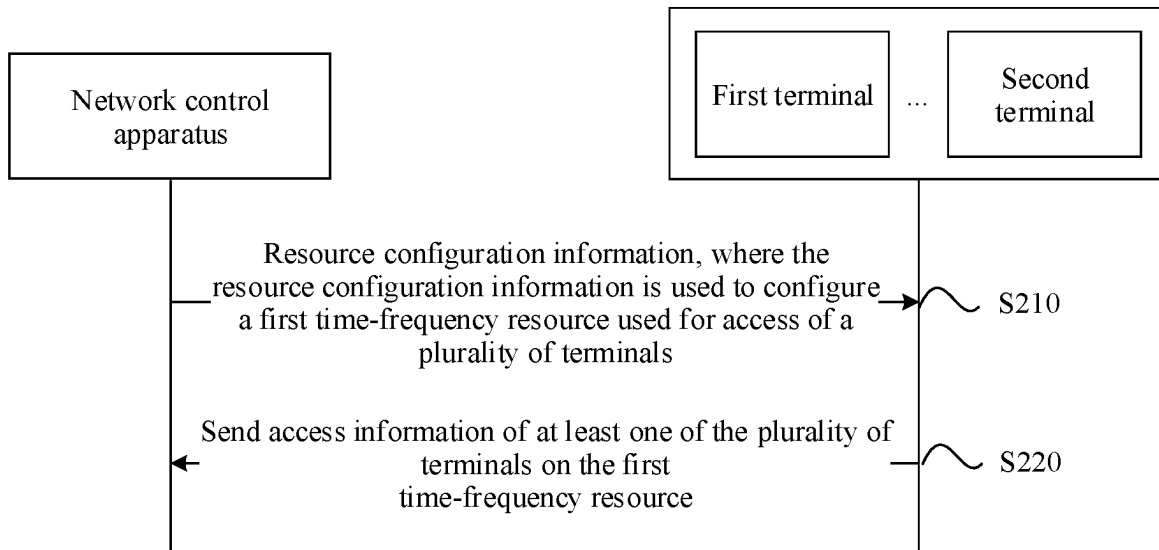 Network control
apparatus
First terminal
...
Second
terminal
Resource configuration information, where the
resource configuration information is used to configure
a first time-frequency resource used for access of a
plurality of terminals
S210
Send access information of at least one of the plurality of
terminals on the first
time-frequency resource
S220